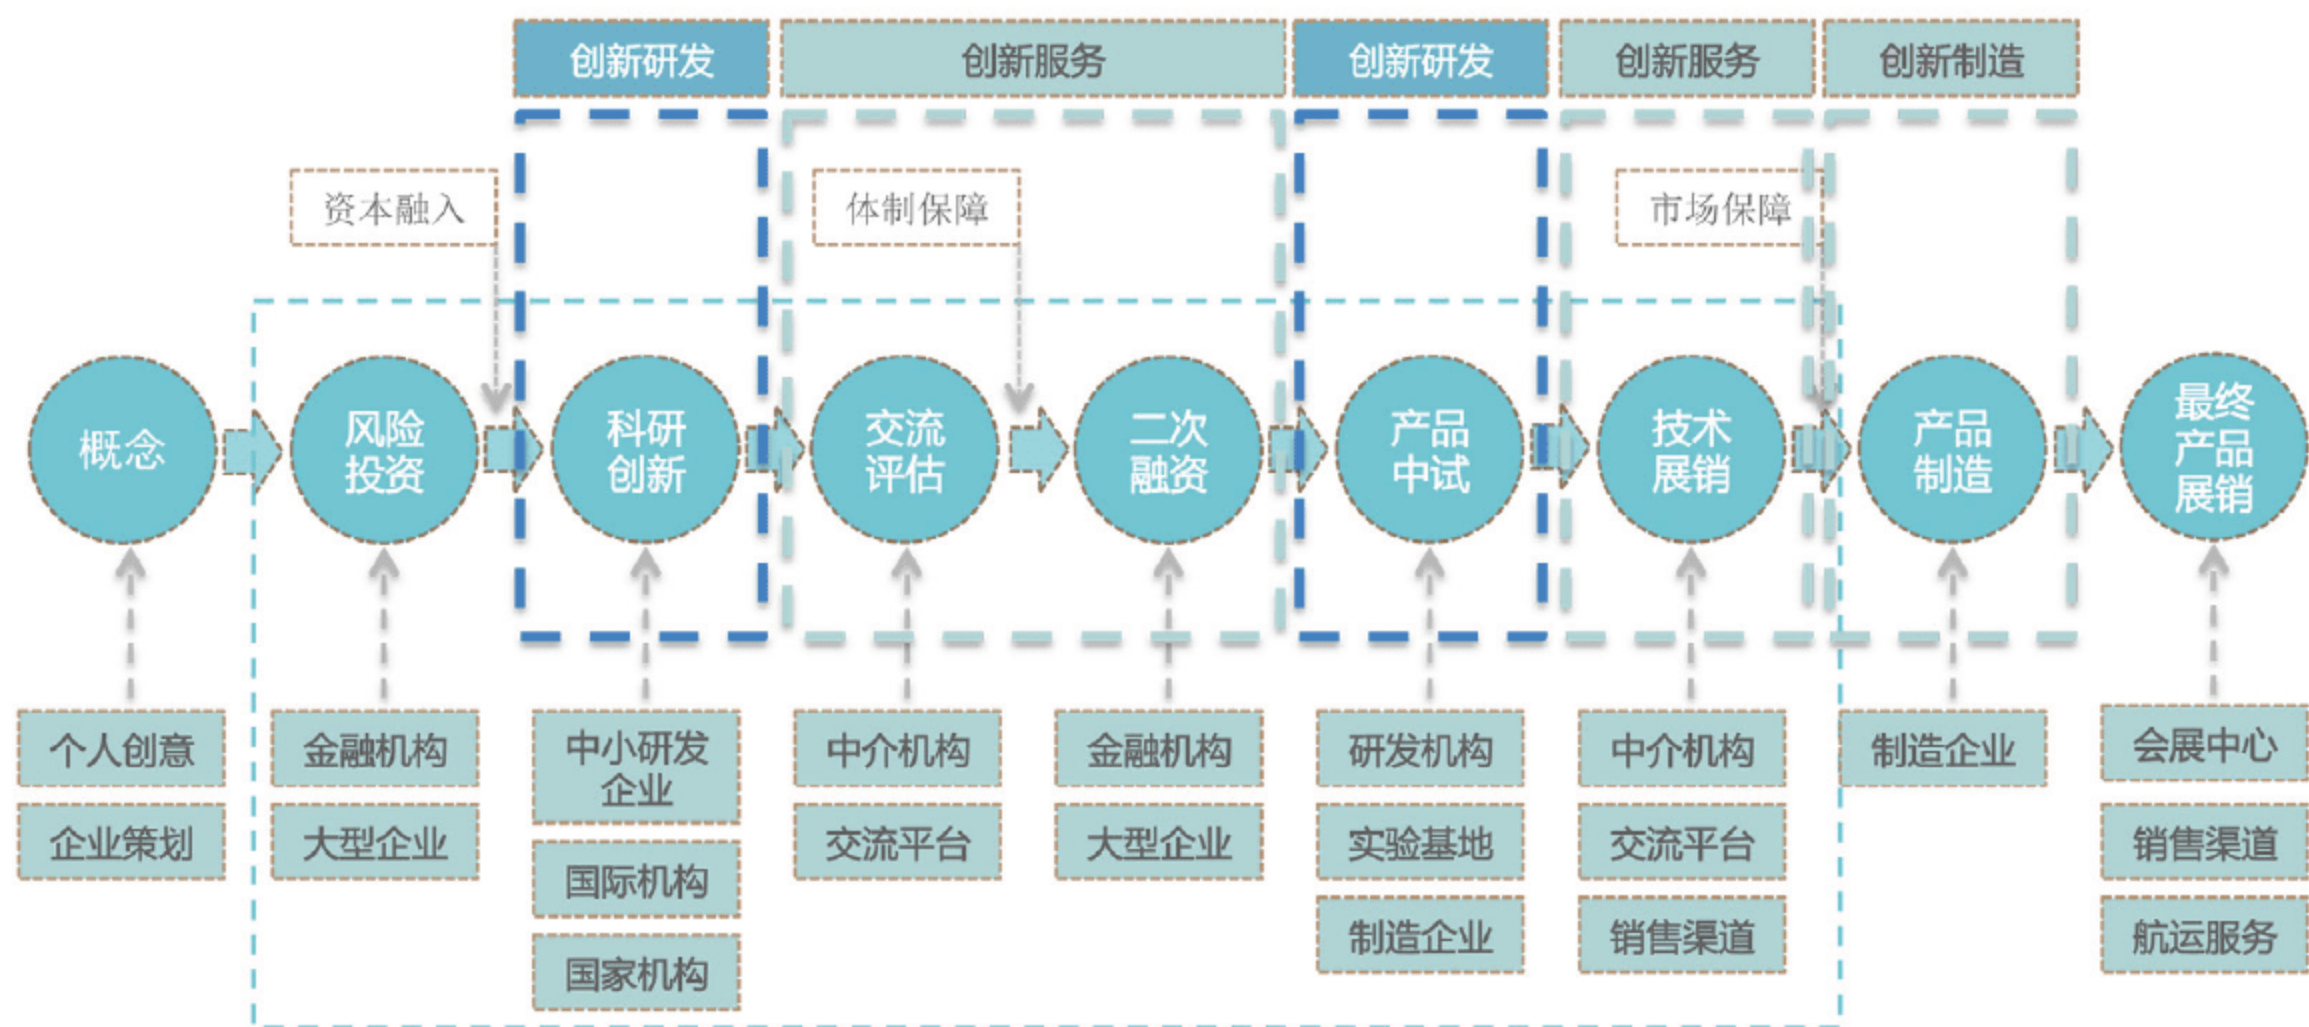 创新研发
创新服务
创新研发
创新服务
创新制造
资本融入
体制保障
市场保障
概念
风险
投资
科研
创新
交流
评估
二次
融资
产品
中试
技术
展销
产品
制造
最终
产品
展销
个人创意
企业策划
金融机构
大型企业
中小研发
企业
国际机构
国家机构
中介机构
交流平台
金融机构
大型企业
研发机构
实验基地
制造企业
中介机构
交流平台
销售渠道
制造企业
会展中心
销售渠道
航运服务